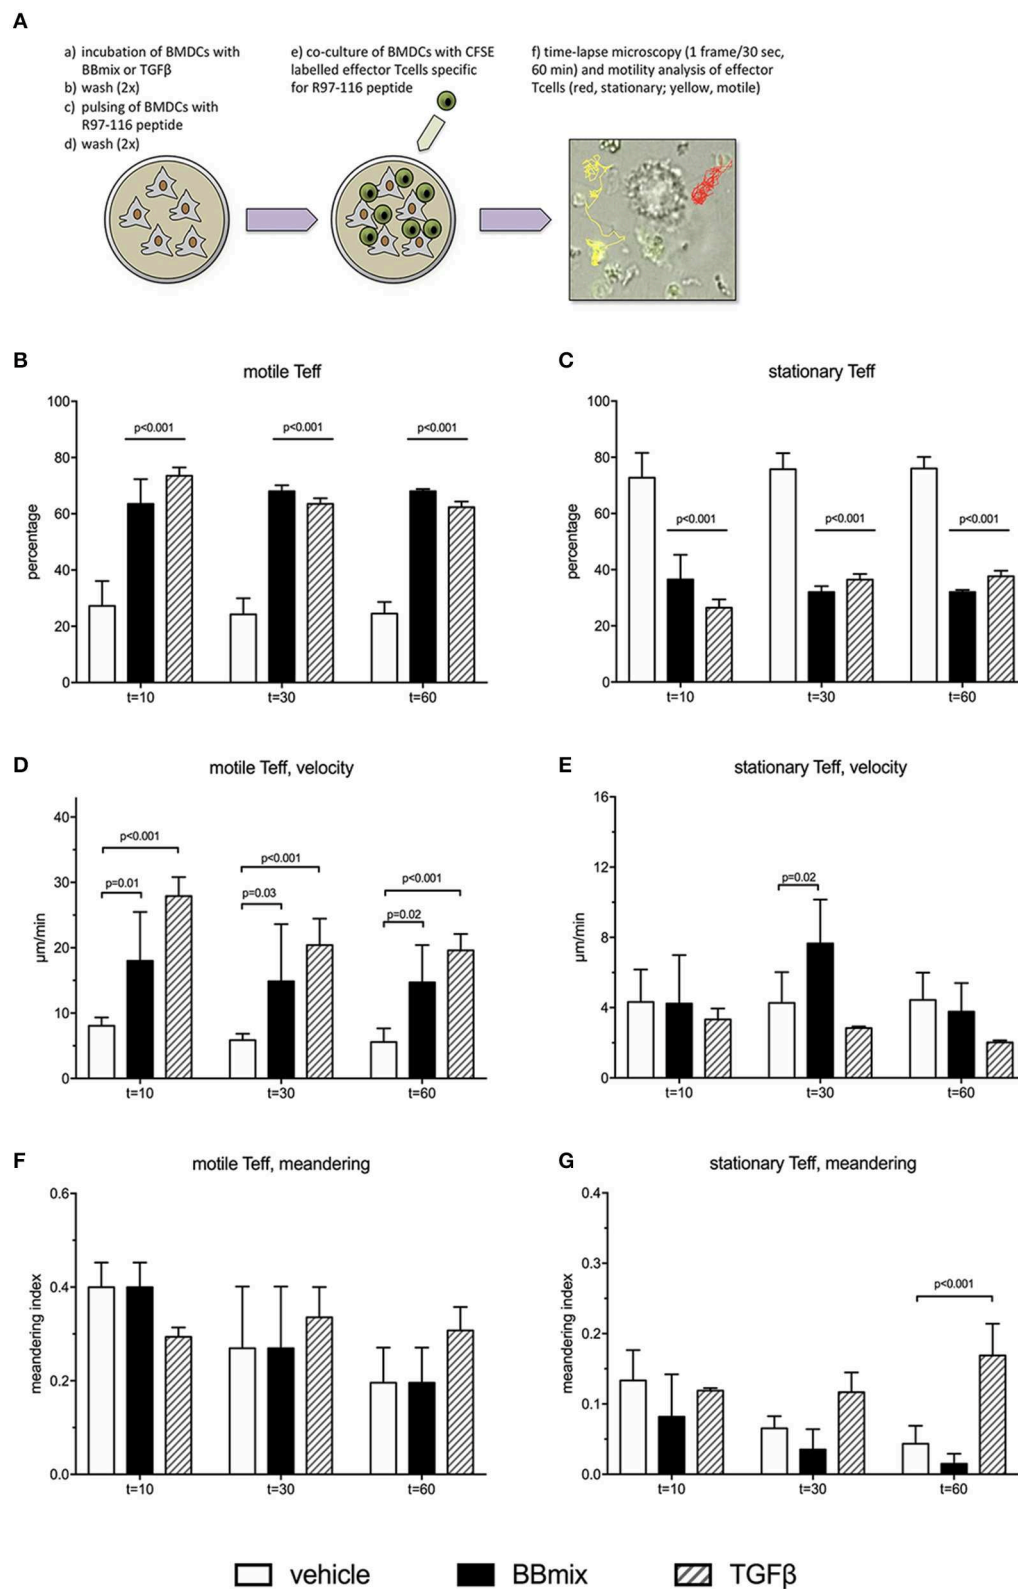 A
a) incubation of BMDCs with
BBmix or TGFβ
b) wash (2x)
c) pulsing of BMDCs with
R97-116 peptide
d) wash (2x)
e) co-culture of BMDCs with CFSE
labelled effector Tcells specific
for R97-116 peptide
f) time-lapse microscopy (1 frame/30 sec,
60 min) and motility analysis of effector
Tcells (red, stationary; yellow, motile)
B
motile Teff
percentage
100
80
60
40
20
0
p<0.001
p<0.001
p<0.001
t=10
t=30
t=60
C
stationary Teff
percentage
100
80
60
40
20
0
p<0.001
p<0.001
p<0.001
t=10
t=30
t=60
D
motile Teff, velocity
µm/min
40
30
20
10
0
p<0.001
p=0.01
p<0.001
p=0.03
p<0.001
p=0.02
t=10
t=30
t=60
E
stationary Teff, velocity
µm/min
16
12
8
4
0
p=0.02
t=10
t=30
t=60
F
motile Teff, meandering
meandering index
0.6
0.4
0.2
0.0
t=10
t=30
t=60
G
stationary Teff, meandering
meandering index
0.4
0.3
0.2
0.1
0.0
p<0.001
t=10
t=30
t=60
vehicle
BBmix
TGFβ